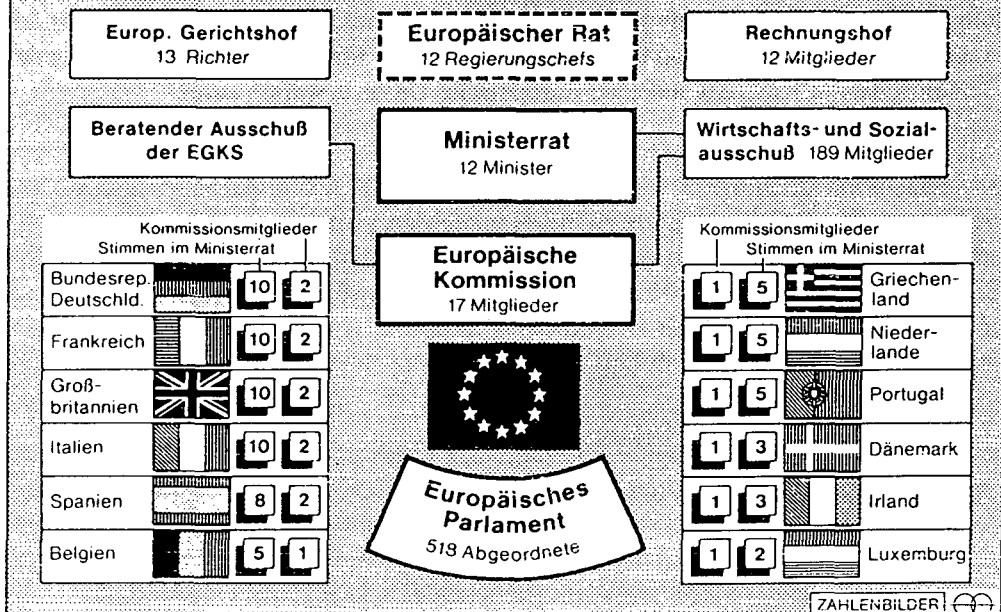 Europ. Gerichtshof
13 Richter
Europäischer Rat
12 Regierungschefs
Rechnungshof
12 Mitglieder
Beratender Ausschuß
der EGKS
Ministerrat
12 Minister
Wirtschafts- und Sozial-
ausschuß 189 Mitglieder
Europäische
Kommission
17 Mitglieder
Kommissionsmitglieder
Stimmen im Ministerrat
Bundesrep.
Deutschld.
10 2
Frankreich 10 2
Groß-
britannien
10 2
Italien 10 2
Spanien 8 2
Belgien 5 1
Kommissionsmitglieder
Stimmen im Ministerrat
1 5 Griechen-
land
1 5 Nieder-
lande
1 5 Portugal
1 3 Dänemark
1 3 Irland
1 2 Luxemburg
Europäisches
Parlament
518 Abgeordnete
ZAHLENBILDER